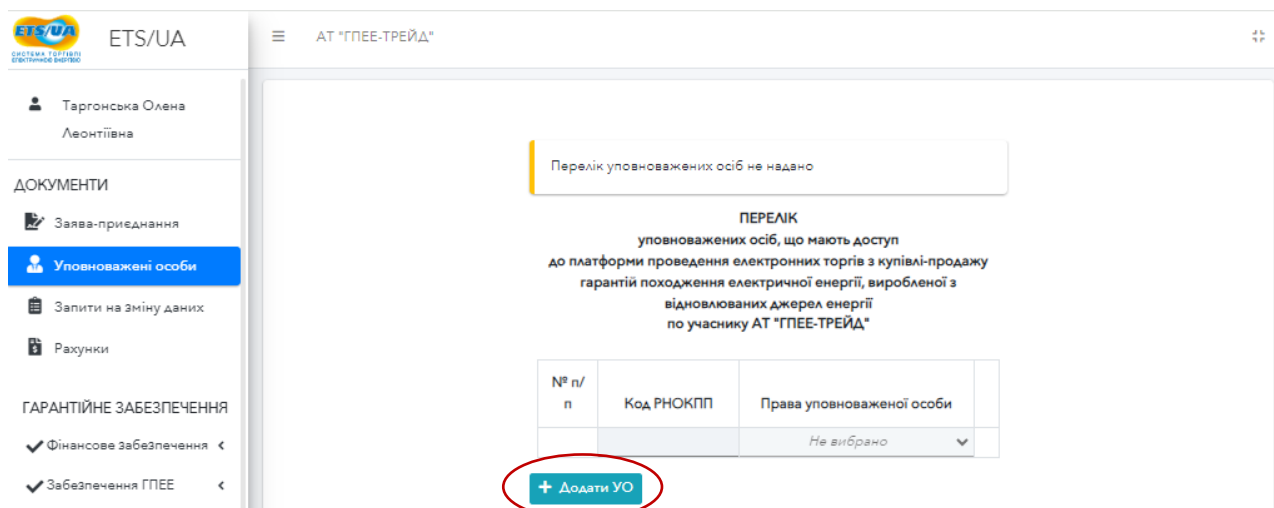 ETS/UA
СИСТЕМА ТОРГІВЛІ
ЕЛЕКТРИЧНОЮ ЕНЕРГІЄЮ
ETS/UA
АТ "ГПЕЕ-ТРЕЙД"
Таргонська Олена
Леонтіївна
ДОКУМЕНТИ
Заява-приєднання
Уповноважені особи
Запити на зміну даних
Рахунки
ГАРАНТІЙНЕ ЗАБЕЗПЕЧЕННЯ
Фінансове забезпечення
Забезпечення ГПЕЕ
Перелік уповноважених осіб не надано
ПЕРЕЛІК
уповноважених осіб, що мають доступ
до платформи проведення електронних торгів з купівлі-продажу
гарантій походження електричної енергії, виробленої з
відновлюваних джерел енергії
по учаснику АТ "ГПЕЕ-ТРЕЙД"
№ п/п
Код РНОКПП
Права уповноваженої особи
Не вибрано
+ Додати УО